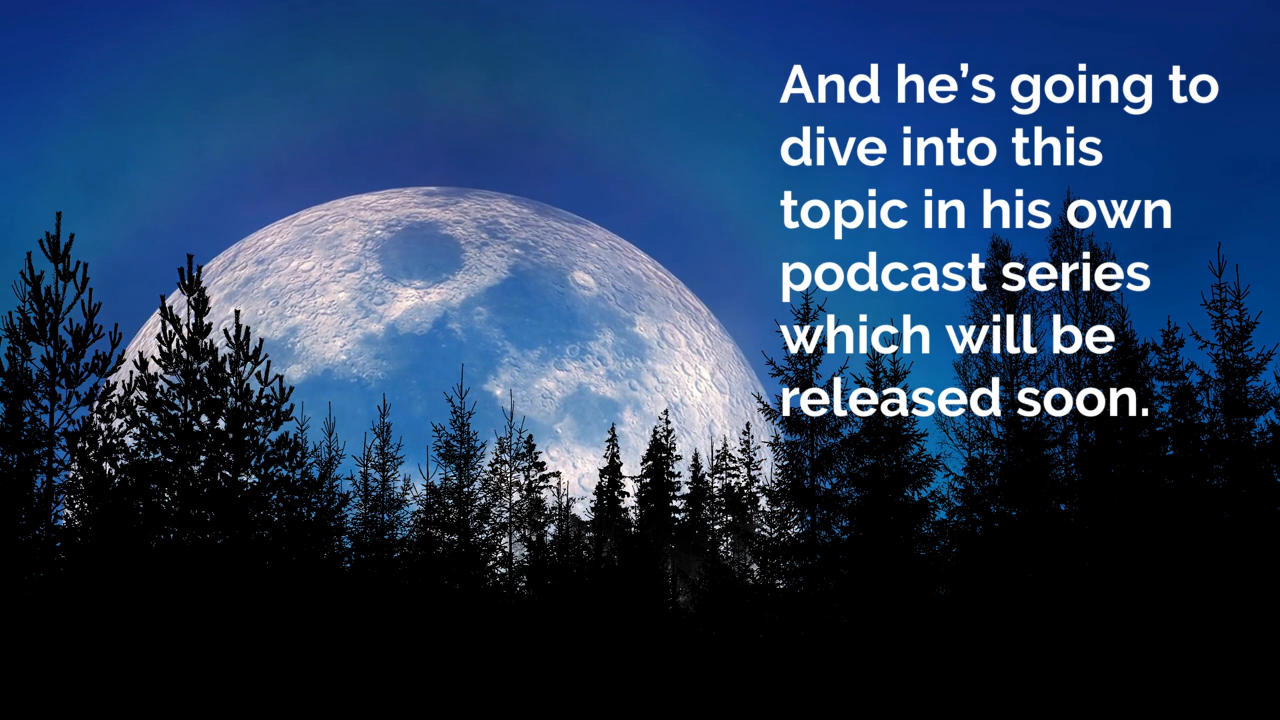 And he’s going to
dive into this
topic in his own
podcast series
which will be
released soon.